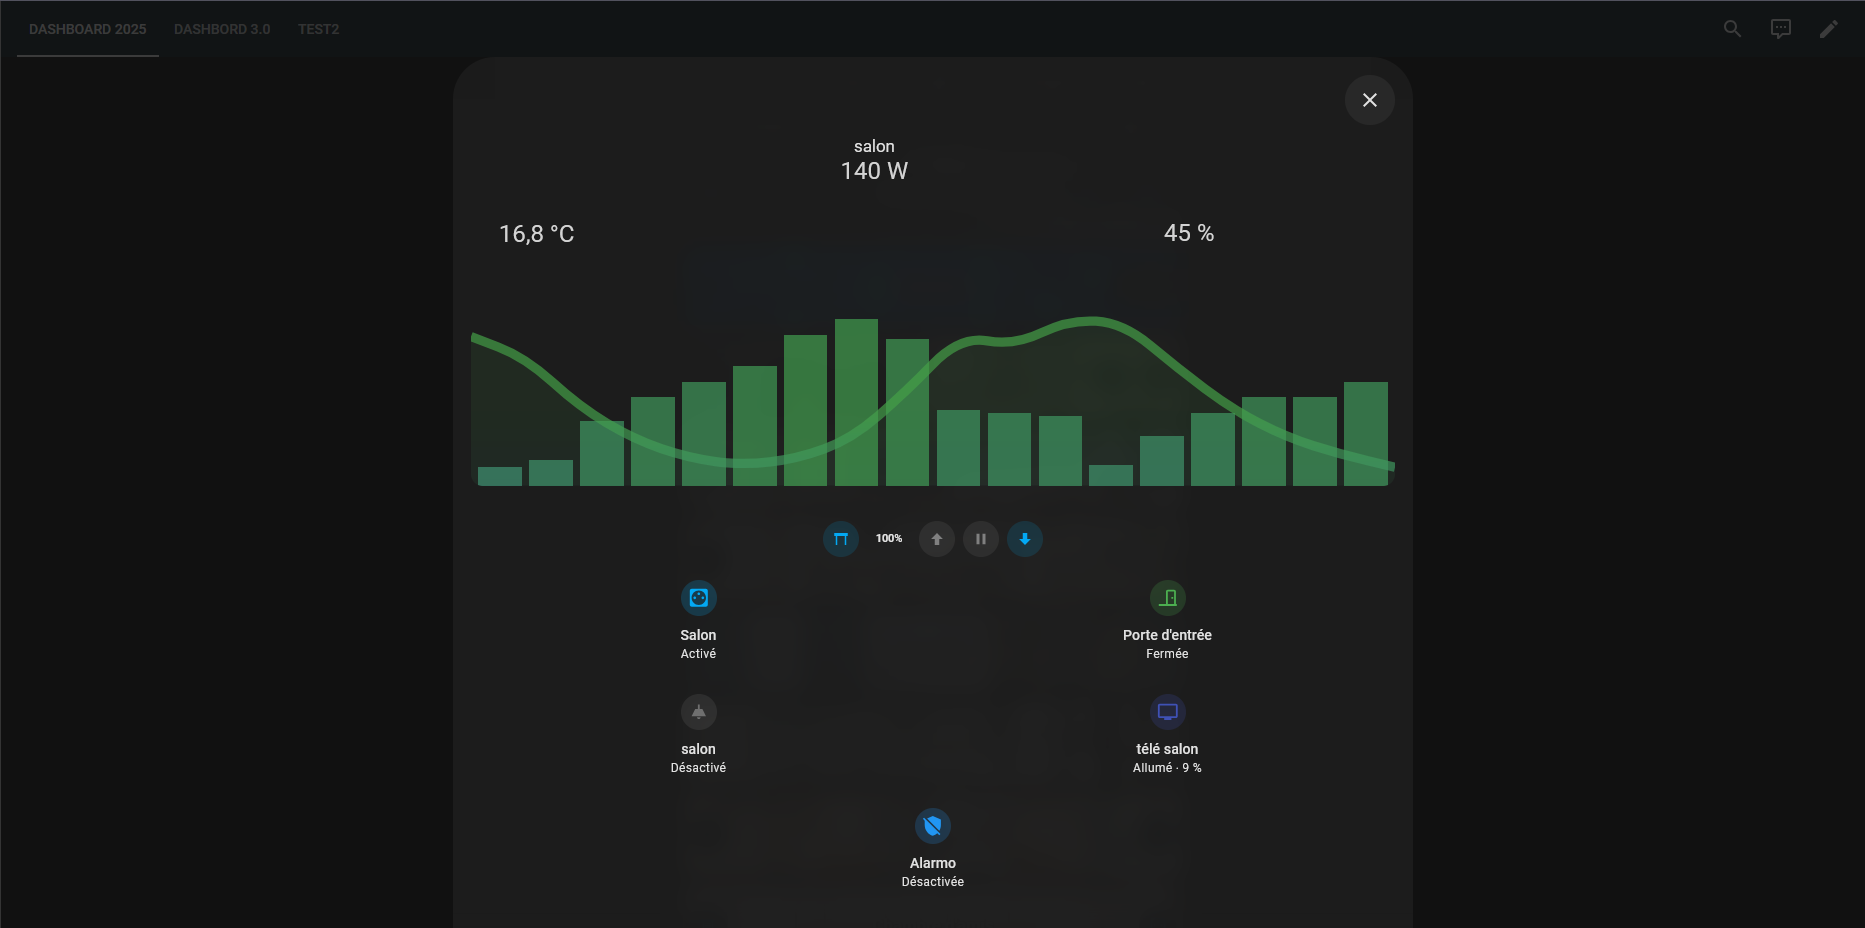 DASHBOARD 2025
DASHBORD 3.0
TEST2
salon
140 W
16,8 °C
45 %
100%
Salon
Activé
Porte d'entrée
Fermée
salon
Désactivé
télé salon
Allumé · 9 %
Alarmo
Désactivée